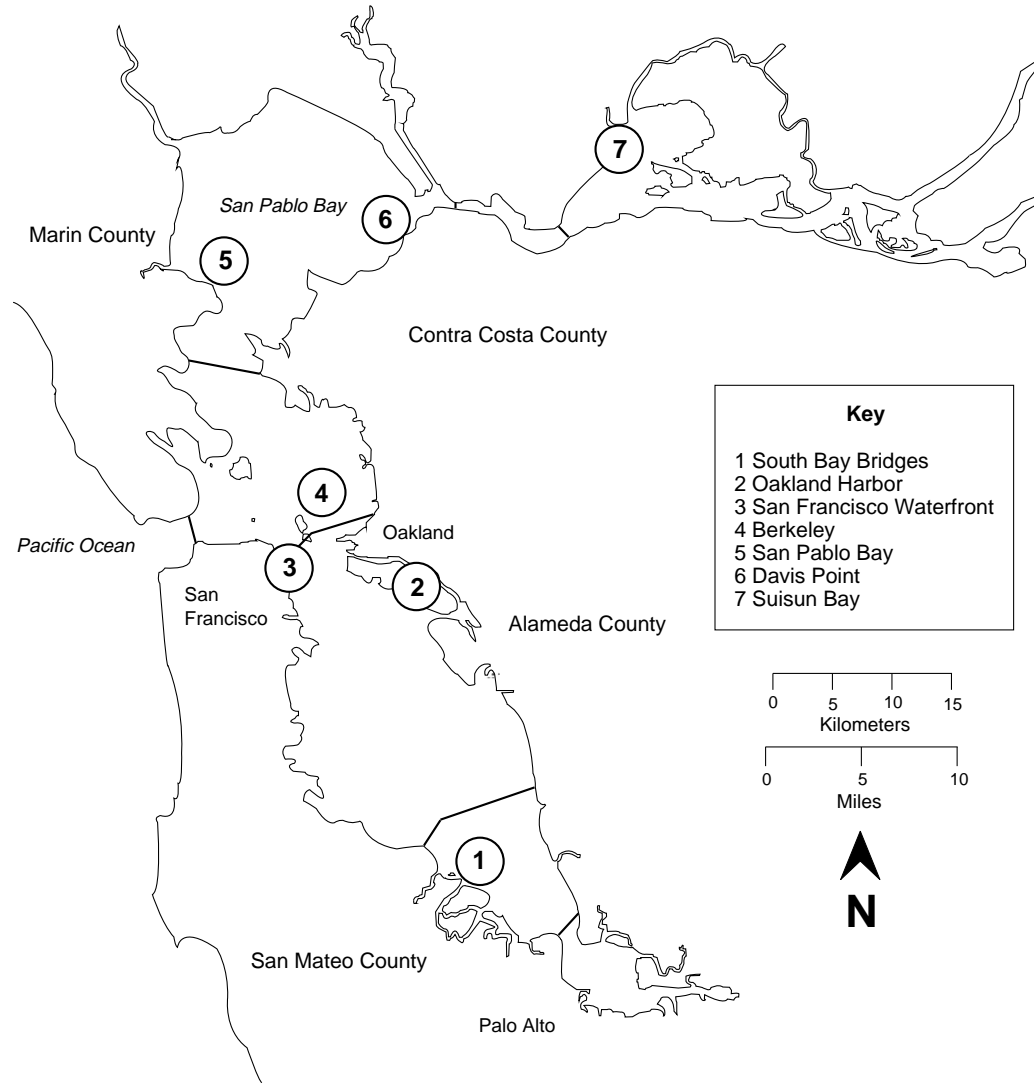 7
San Pablo Bay
6
Marin County
5
Contra Costa County
Key
1 South Bay Bridges
2 Oakland Harbor
3 San Francisco Waterfront
4 Berkeley
5 San Pablo Bay
6 Davis Point
7 Suisun Bay
4
Pacific Ocean
Oakland
3
2
San
Francisco
Alameda County
0 5 10 15
Kilometers
0 5 10
Miles
1
N
San Mateo County
Palo Alto